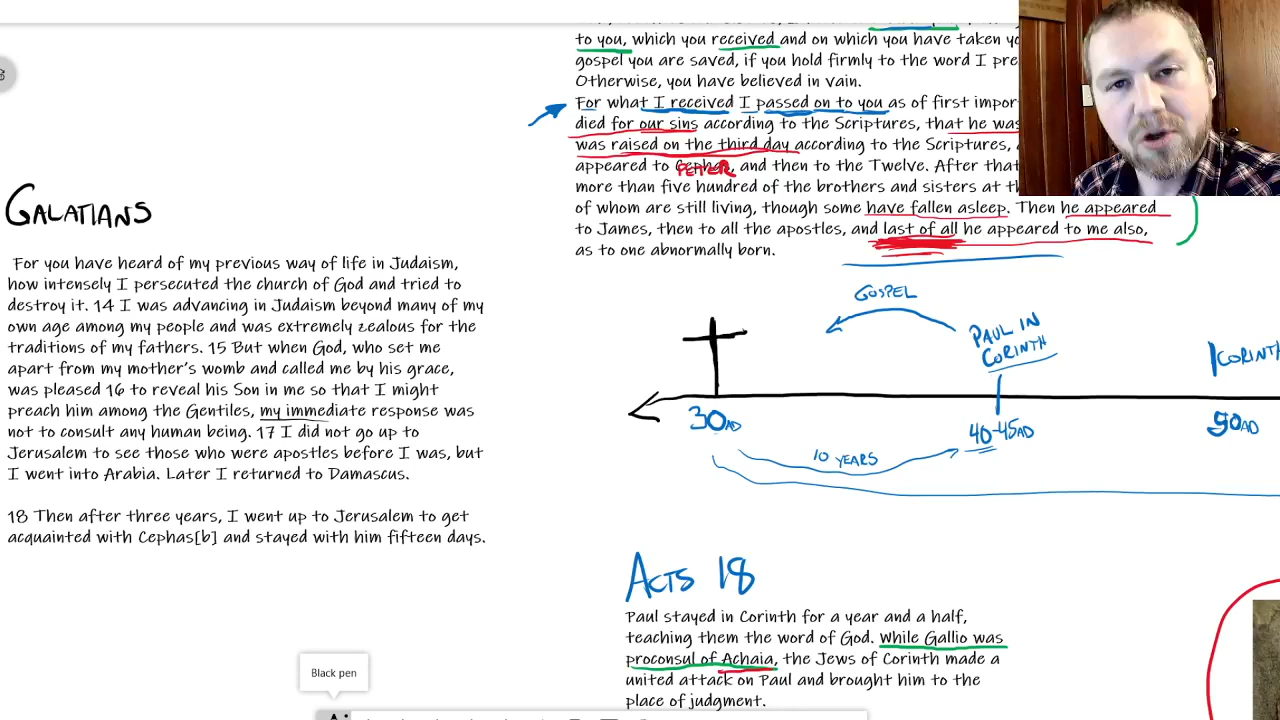 to you, which you received and on which you have taken
gospel you are saved, if you hold firmly to the word I
Otherwise, you have believed in vain.
For what I received I passed on to you as of first
died for our sins according to the Scriptures, that he was
was raised on the third day according to the Scriptures,
appeared to Cephas, and then to the Twelve. After that
PETER
more than five hundred of the brothers and sisters at
of whom are still living, though some have fallen asleep. Then he appeared
to James, then to all the apostles, and last of all he appeared to me also,
as to one abnormally born.
GALATIANS
For you have heard of my previous way of life in Judaism,
how intensely I persecuted the church of God and tried to
destroy it. 14 I was advancing in Judaism beyond many of my
own age among my people and was extremely zealous for the
traditions of my fathers. 15 But when God, who set me
apart from my mother's womb and called me by his grace,
was pleased 16 to reveal his Son in me so that I might
preach him among the Gentiles, my immediate response was
not to consult any human being. 17 I did not go up to
Jerusalem to see those who were apostles before I was, but
I went into Arabia. Later I returned to Damascus.
18 Then after three years, I went up to Jerusalem to get
acquainted with Cephas[b] and stayed with him fifteen days.
GOSPEL
PAUL IN
CORINTH
CORINTH
30AD
40-45AD
90AD
10 YEARS
ACTS 18
Paul stayed in Corinth for a year and a half,
teaching them the word of God. While Gallio was
proconsul of Achaia, the Jews of Corinth made a
united attack on Paul and brought him to the
place of judgment.
Black pen